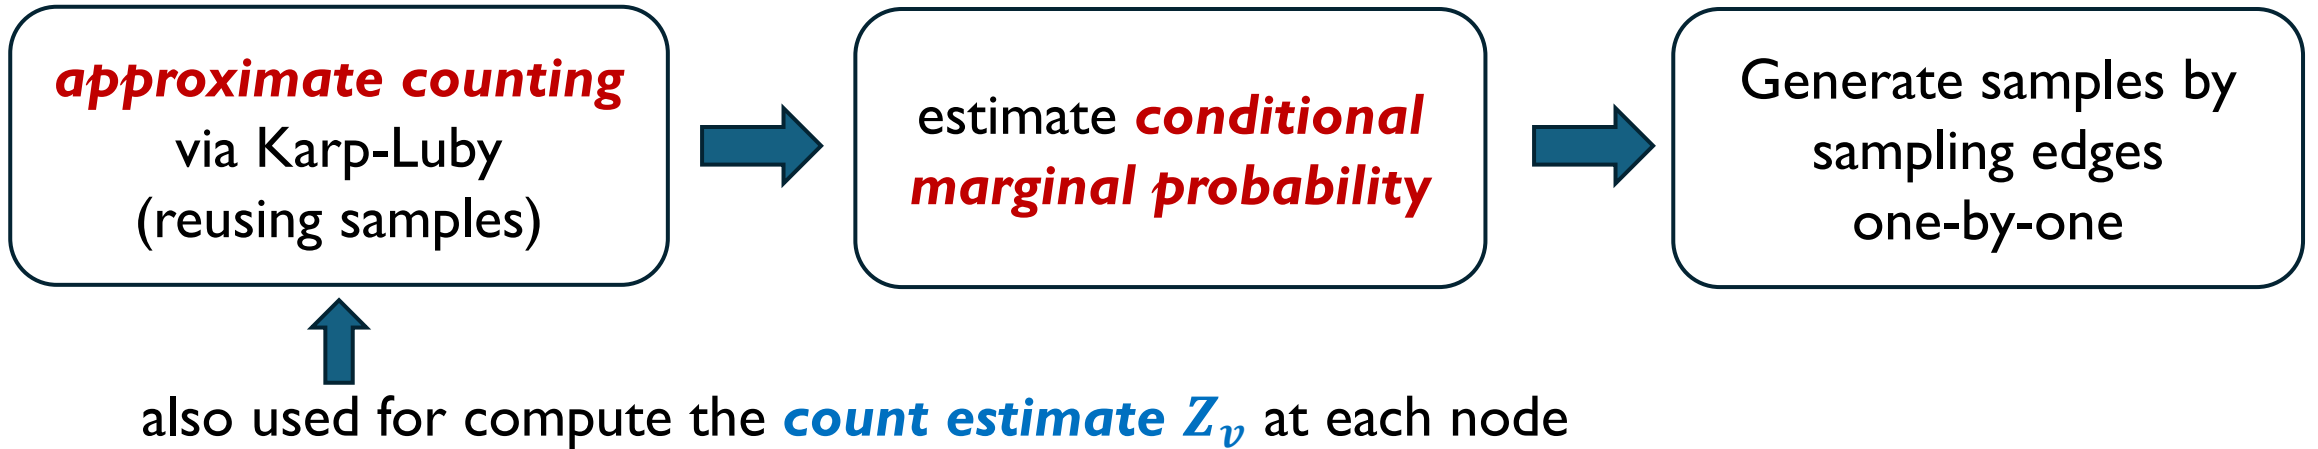 approximate counting
via Karp-Luby
(reusing samples)
estimate conditional
marginal probability
Generate samples by
sampling edges
one-by-one
also used for compute the count estimate Z_v at each node